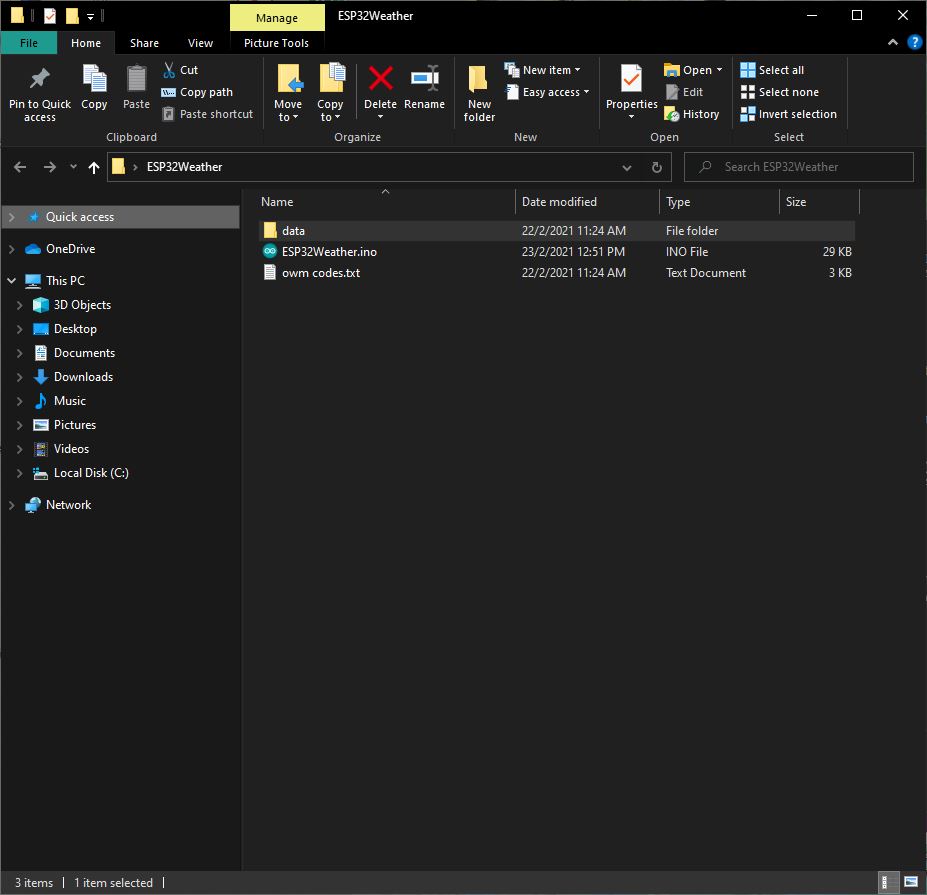 Manage
ESP32Weather
File
Home
Share
View
Picture Tools
Pin to Quick access
Copy
Paste
Cut
Copy path
Paste shortcut
Clipboard
Move to
Copy to
Delete
Rename
Organize
New folder
New item
Easy access
New
Properties
Open
Edit
History
Open
Select all
Select none
Invert selection
Select
ESP32Weather
Search ESP32Weather
Quick access
OneDrive
This PC
3D Objects
Desktop
Documents
Downloads
Music
Pictures
Videos
Local Disk (C:)
Network
Name Date modified Type Size
data 22/2/2021 11:24 AM File folder
ESP32Weather.ino 23/2/2021 12:51 PM INO File 29 KB
owm codes.txt 22/2/2021 11:24 AM Text Document 3 KB
3 items 1 item selected